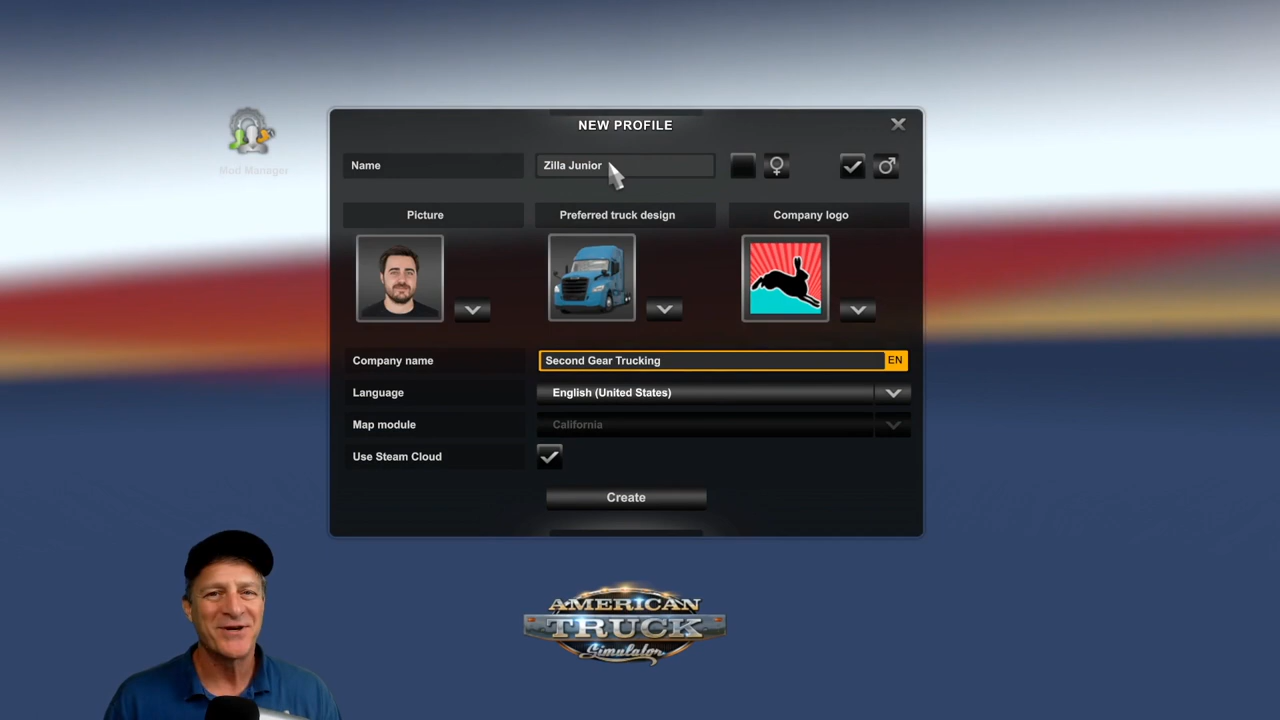 NEW PROFILE
Mod Manager
Name
Zilla Junior
Picture
Preferred truck design
Company logo
Company name
Second Gear Trucking
EN
Language
English (United States)
Map module
California
Use Steam Cloud
Create
AMERICAN
TRUCK
Simulator